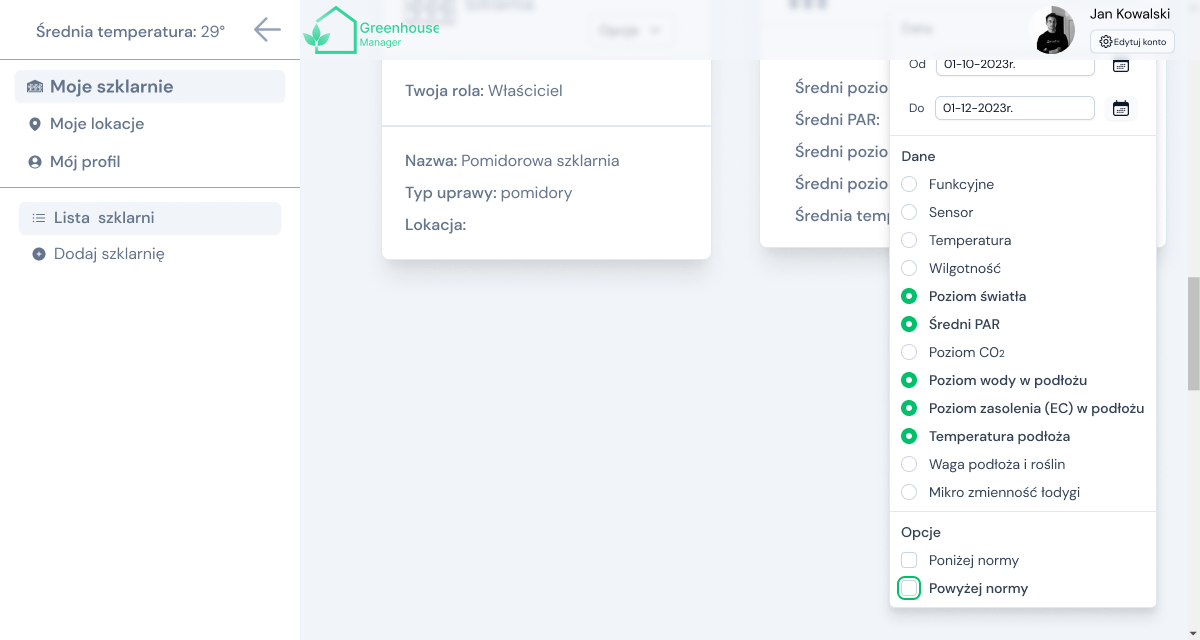 Średnia temperatura: 29°
Moje szklarnie
Moje lokacje
Mój profil
Lista szklarni
Dodaj szklarnię
Greenhouse
Manager
Szklarnia
Opcje
Dane
Jan Kowalski
Edytuj konto
Twoja rola: Właściciel
Nazwa: Pomidorowa szklarnia
Typ uprawy: pomidory
Lokacja:
Średni pozio
Średni PAR:
Średni pozio
Średni pozio
Średnia temp
Od 01-10-2023r.
Do 01-12-2023r.
Dane
Funkcyjne
Sensor
Temperatura
Wilgotność
Poziom światła
Średni PAR
Poziom CO₂
Poziom wody w podłożu
Poziom zasolenia (EC) w podłożu
Temperatura podłoża
Waga podłoża i roślin
Mikro zmienność łodygi
Opcje
Poniżej normy
Powyżej normy